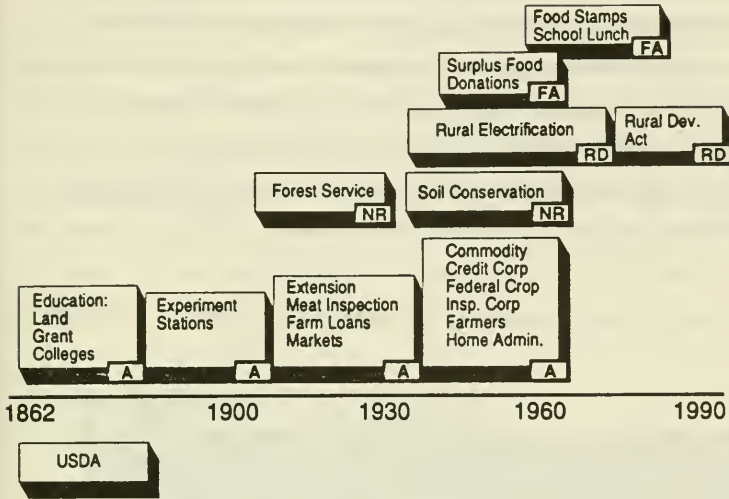 Food Stamps
School Lunch
FA
Surplus Food
Donations
FA
Rural Electrification
RD
Rural Dev.
Act
RD
Forest Service
NR
Soil Conservation
NR
Education:
Land
Grant
Colleges
A
Experiment
Stations
A
Extension
Meat Inspection
Farm Loans
Markets
A
Commodity
Credit Corp
Federal Crop
Insp. Corp
Farmers
Home Admin.
A
1862 1900 1930 1960 1990
USDA